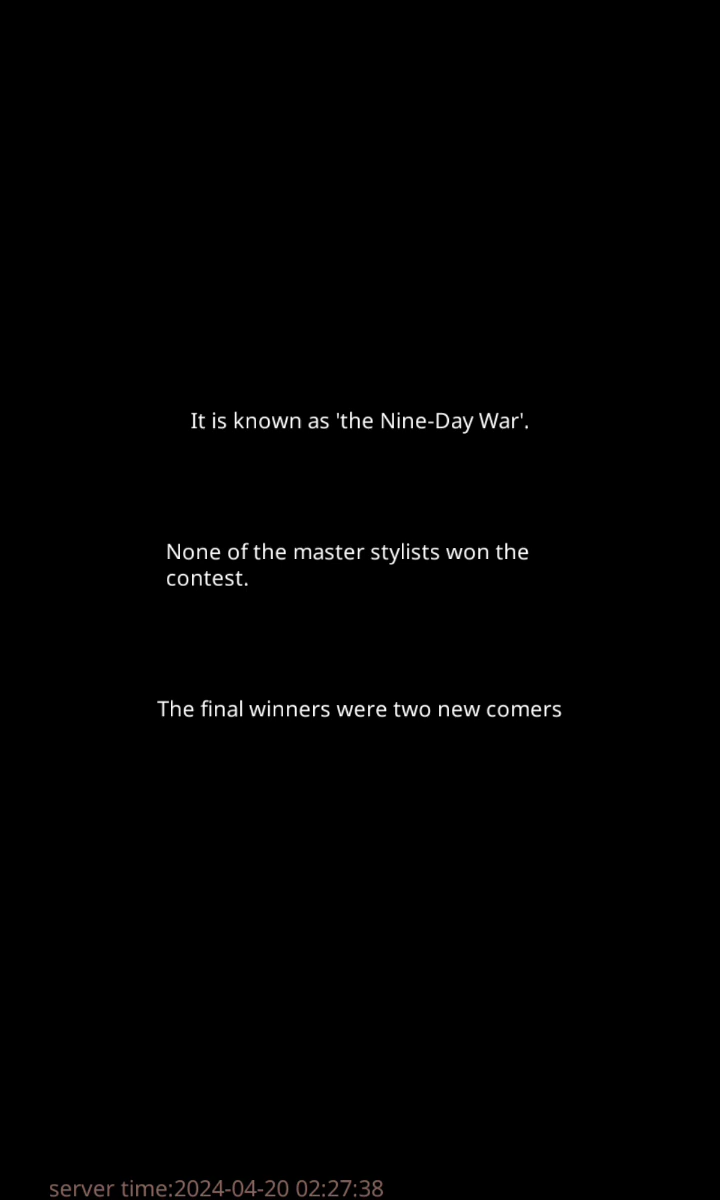 It is known as 'the Nine-Day War'.
None of the master stylists won the
contest.
The final winners were two new comers
server time:2024-04-20 02:27:38